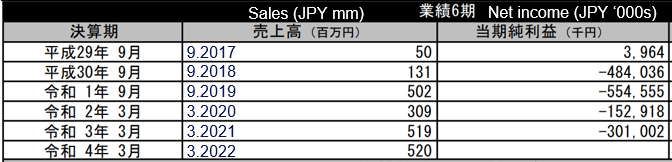 Sales (JPY mm) 業績6期 Net income (JPY ‘000s)
決算期 売上高 (百万円) 当期純利益 (千円)
平成29年 9月 9.2017 50 3,964
平成30年 9月 9.2018 131 -484,036
令和 1年 9月 9.2019 502 -554,555
令和 2年 3月 3.2020 309 -152,918
令和 3年 3月 3.2021 519 -301,002
令和 4年 3月 3.2022 520